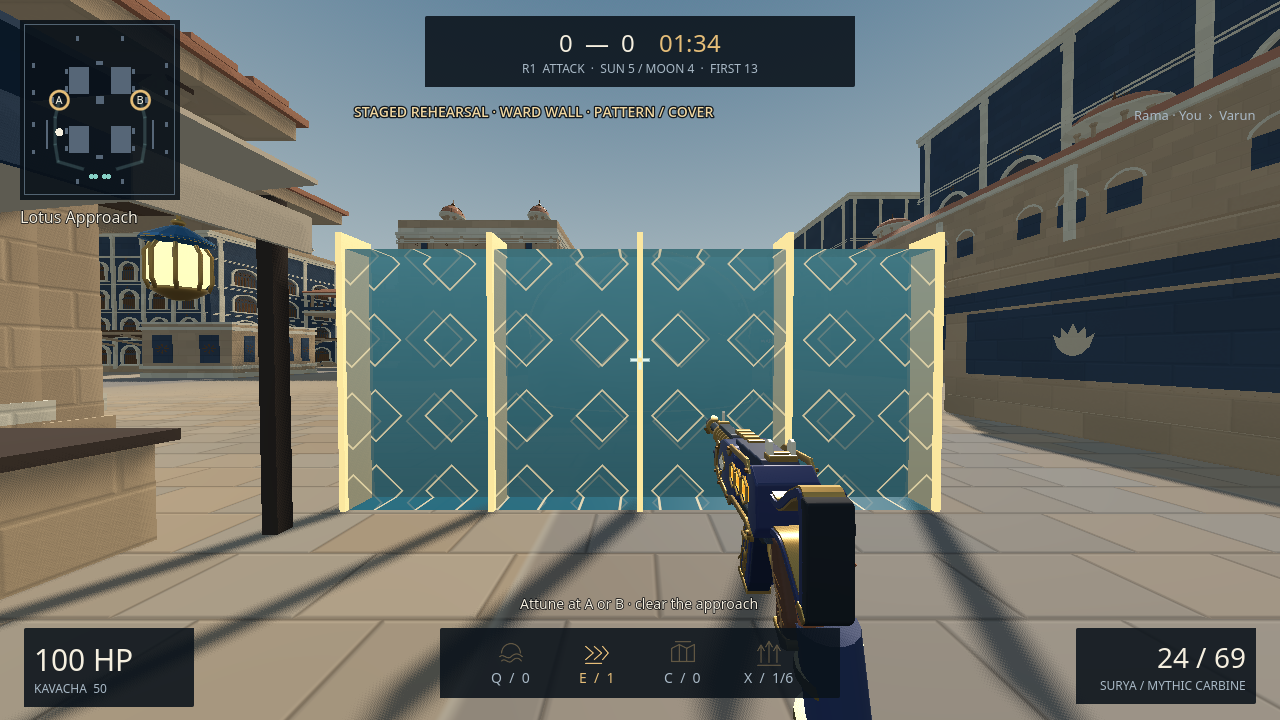 0 — 0 01:34
R1 ATTACK · SUN 5 / MOON 4 · FIRST 13
STAGED REHEARSAL · WARD WALL · PATTERN / COVER
Rama · You › Varun
A
B
Lotus Approach
Attune at A or B · clear the approach
100 HP
KAVACHA 50
Q / 0
E / 1
C / 0
X / 1/6
24 / 69
SURYA / MYTHIC CARBINE